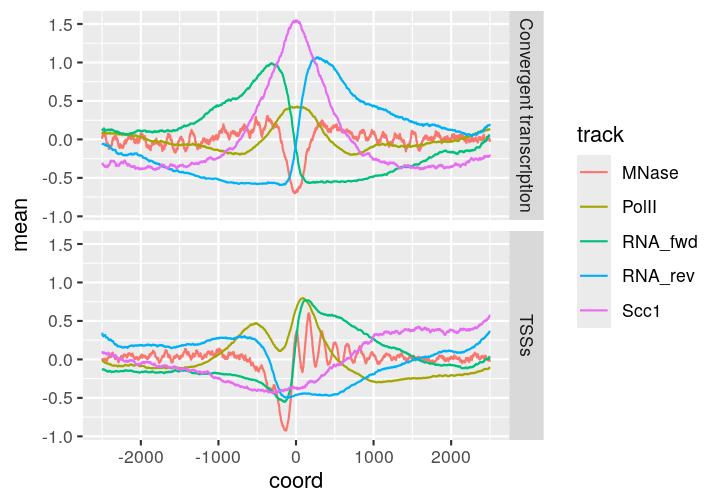 mean
1.5
1.0
0.5
0.0
-0.5
-1.0
Convergent transcription
1.5
1.0
0.5
0.0
-0.5
-1.0
TSSs
-2000 -1000 0 1000 2000
coord
track
MNase
PolII
RNA_fwd
RNA_rev
Scc1